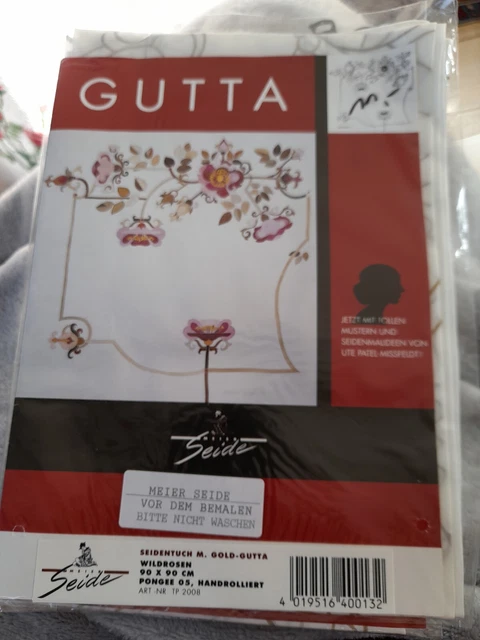 GUTTA
JETZT MIT TOLLEN
MUSTERN UND
SEIDENMALIDEEN VON
UTE PATEL-MISSFELDT!
MEIER
Seide
MEIER SEIDE
VOR DEM BEMALEN
BITTE NICHT WASCHEN
MEIER
Seide
SEIDENTUCH M. GOLD-GUTTA
WILDROSEN
90 X 90 CM
PONGEE 05, HANDROLLIERT
ART-NR. TP 2008
4 019516 400132